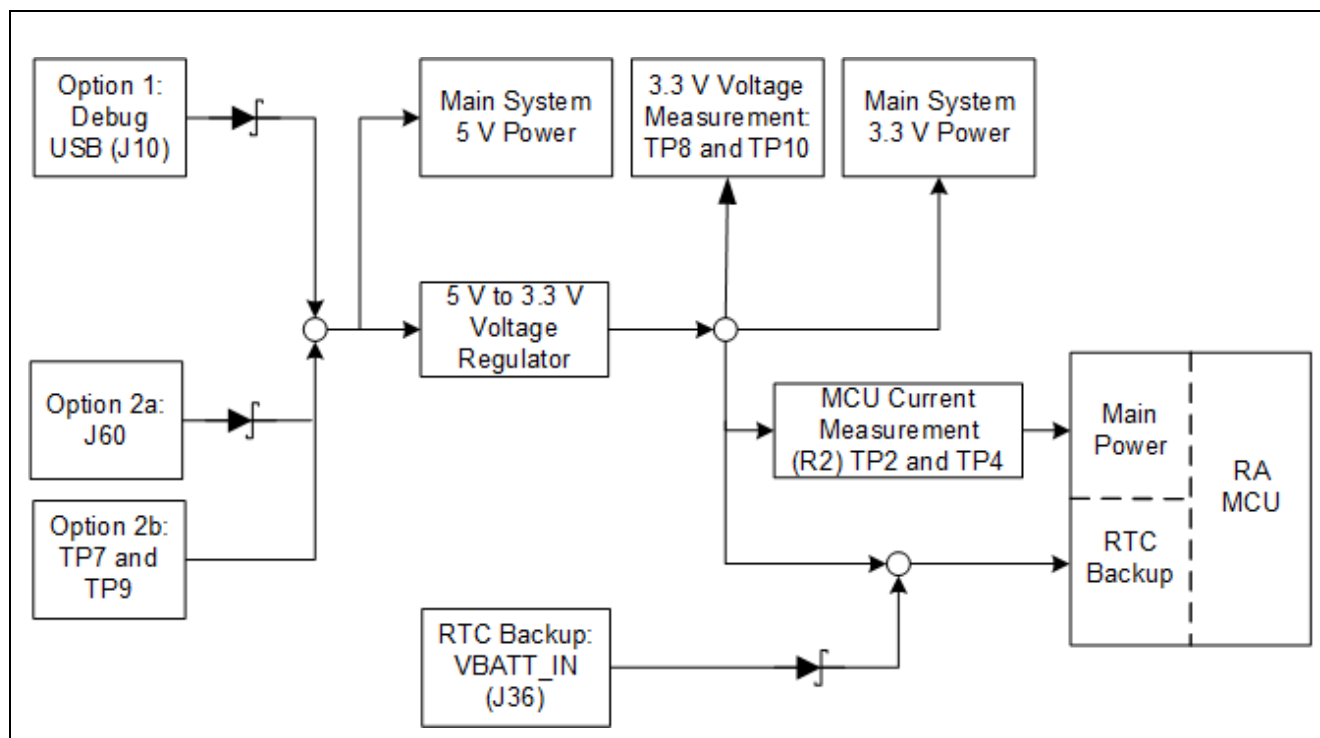 Option 1:
Debug
USB (J10)
Main System
5 V Power
3.3 V Voltage
Measurement:
TP8 and TP10
Main System
3.3 V Power
5 V to 3.3 V
Voltage
Regulator
Option 2a:
J60
MCU Current
Measurement
(R2) TP2 and TP4
Main
Power
RA
MCU
Option 2b:
TP7 and
TP9
RTC
Backup
RTC Backup:
VBATT_IN
(J36)